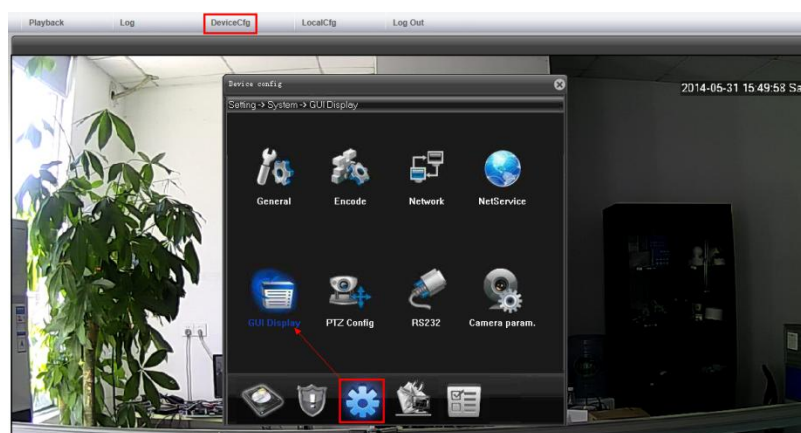 Playback Log DeviceCfg LocalCfg Log Out
2014-05-31 15:49:58 Sa
Device config
Setting-> System-> GUI Display
General Encode Network NetService
GUI Display PTZ Config RS232 Camera param.